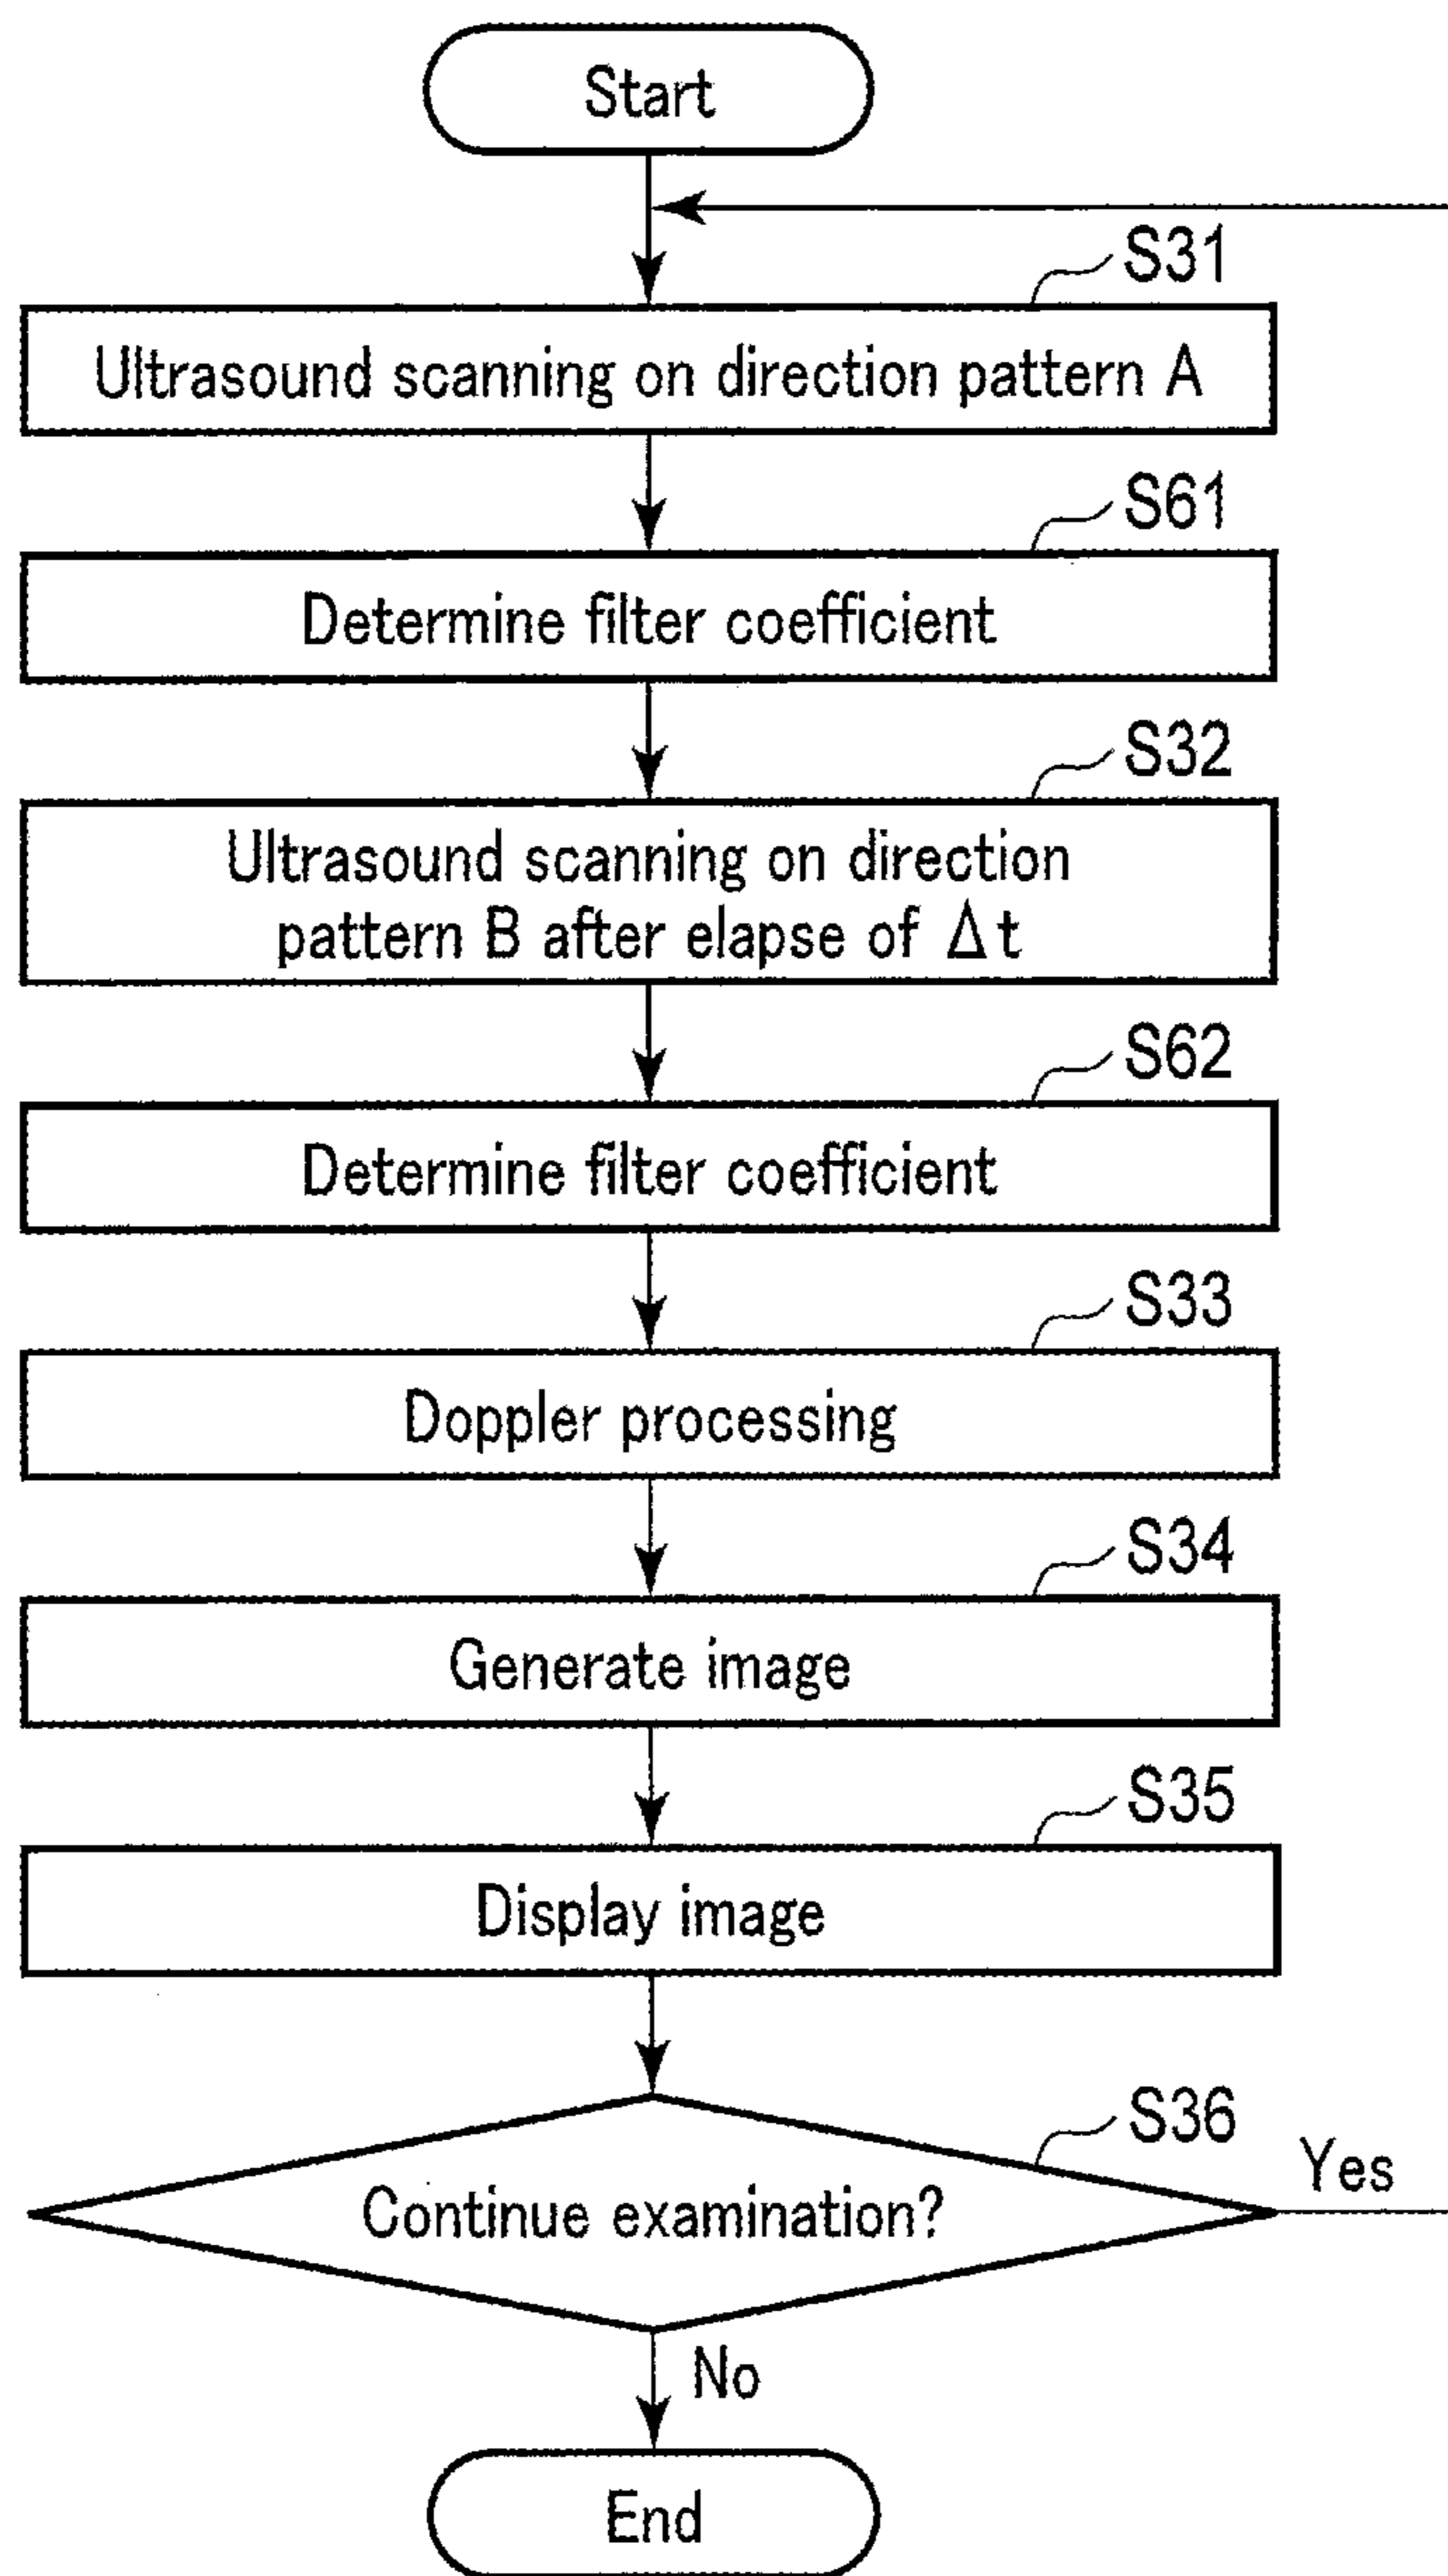 Start
S31
Ultrasound scanning on direction pattern A
S61
Determine filter coefficient
S32
Ultrasound scanning on direction
pattern B after elapse of Δt
S62
Determine filter coefficient
S33
Doppler processing
S34
Generate image
S35
Display image
S36
Continue examination?
Yes
No
End